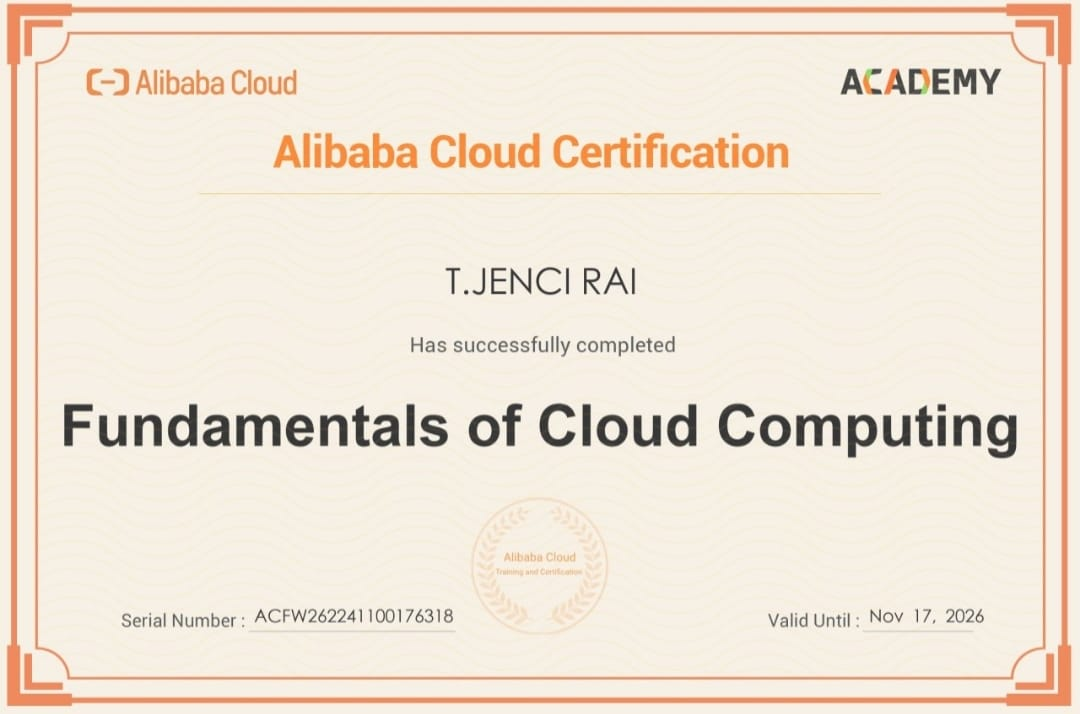 Alibaba Cloud
ACADEMY
Alibaba Cloud Certification
T.JENCI RAI
Has successfully completed
Fundamentals of Cloud Computing
Alibaba Cloud
Training and Certification
Serial Number : ACFW262241100176318
Valid Until : Nov 17, 2026